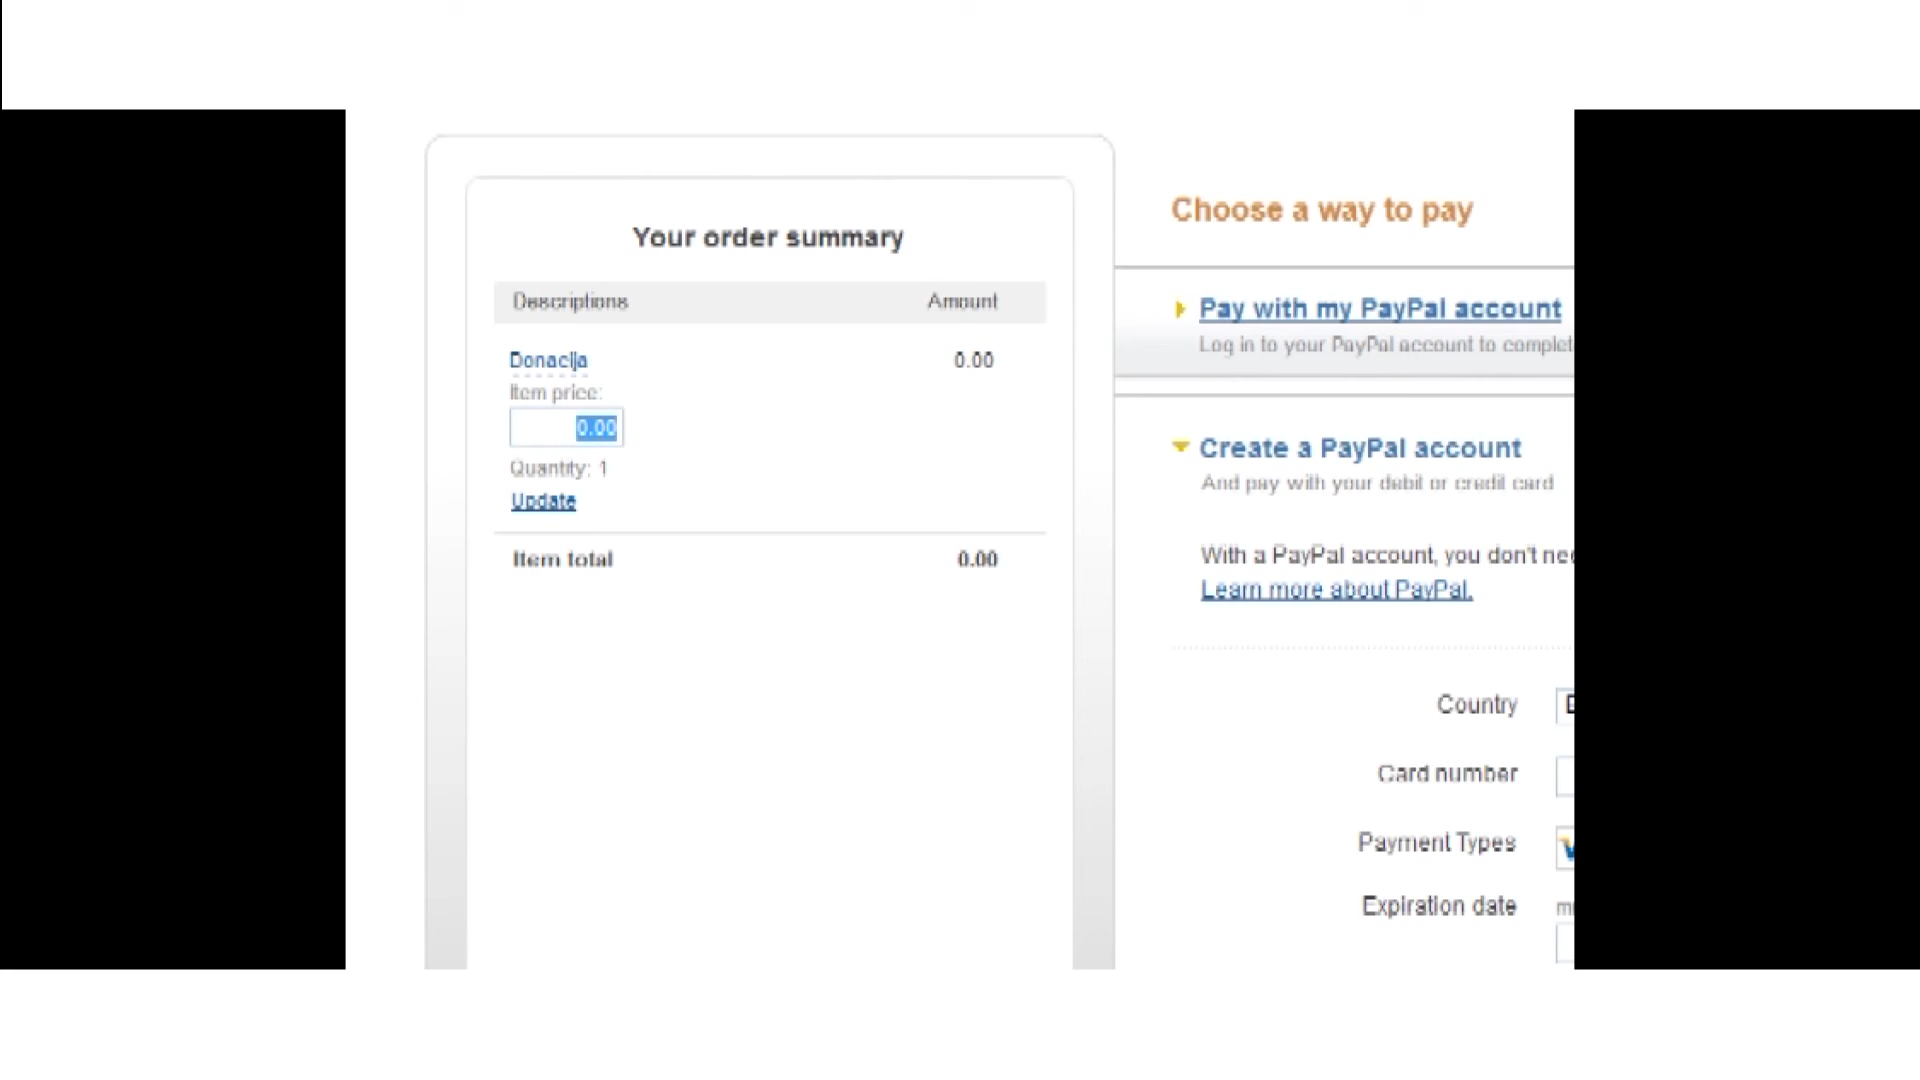 Your order summary
Descriptions Amount
Donacija 0.00
Item price:
0.00
Quantity: 1
Update
Item total 0.00
Choose a way to pay
Pay with my PayPal account
Log in to your PayPal account to complet
Create a PayPal account
And pay with your debit or credit card
With a PayPal account, you don't nee
Learn more about PayPal.
Country
Card number
Payment Types
Expiration date